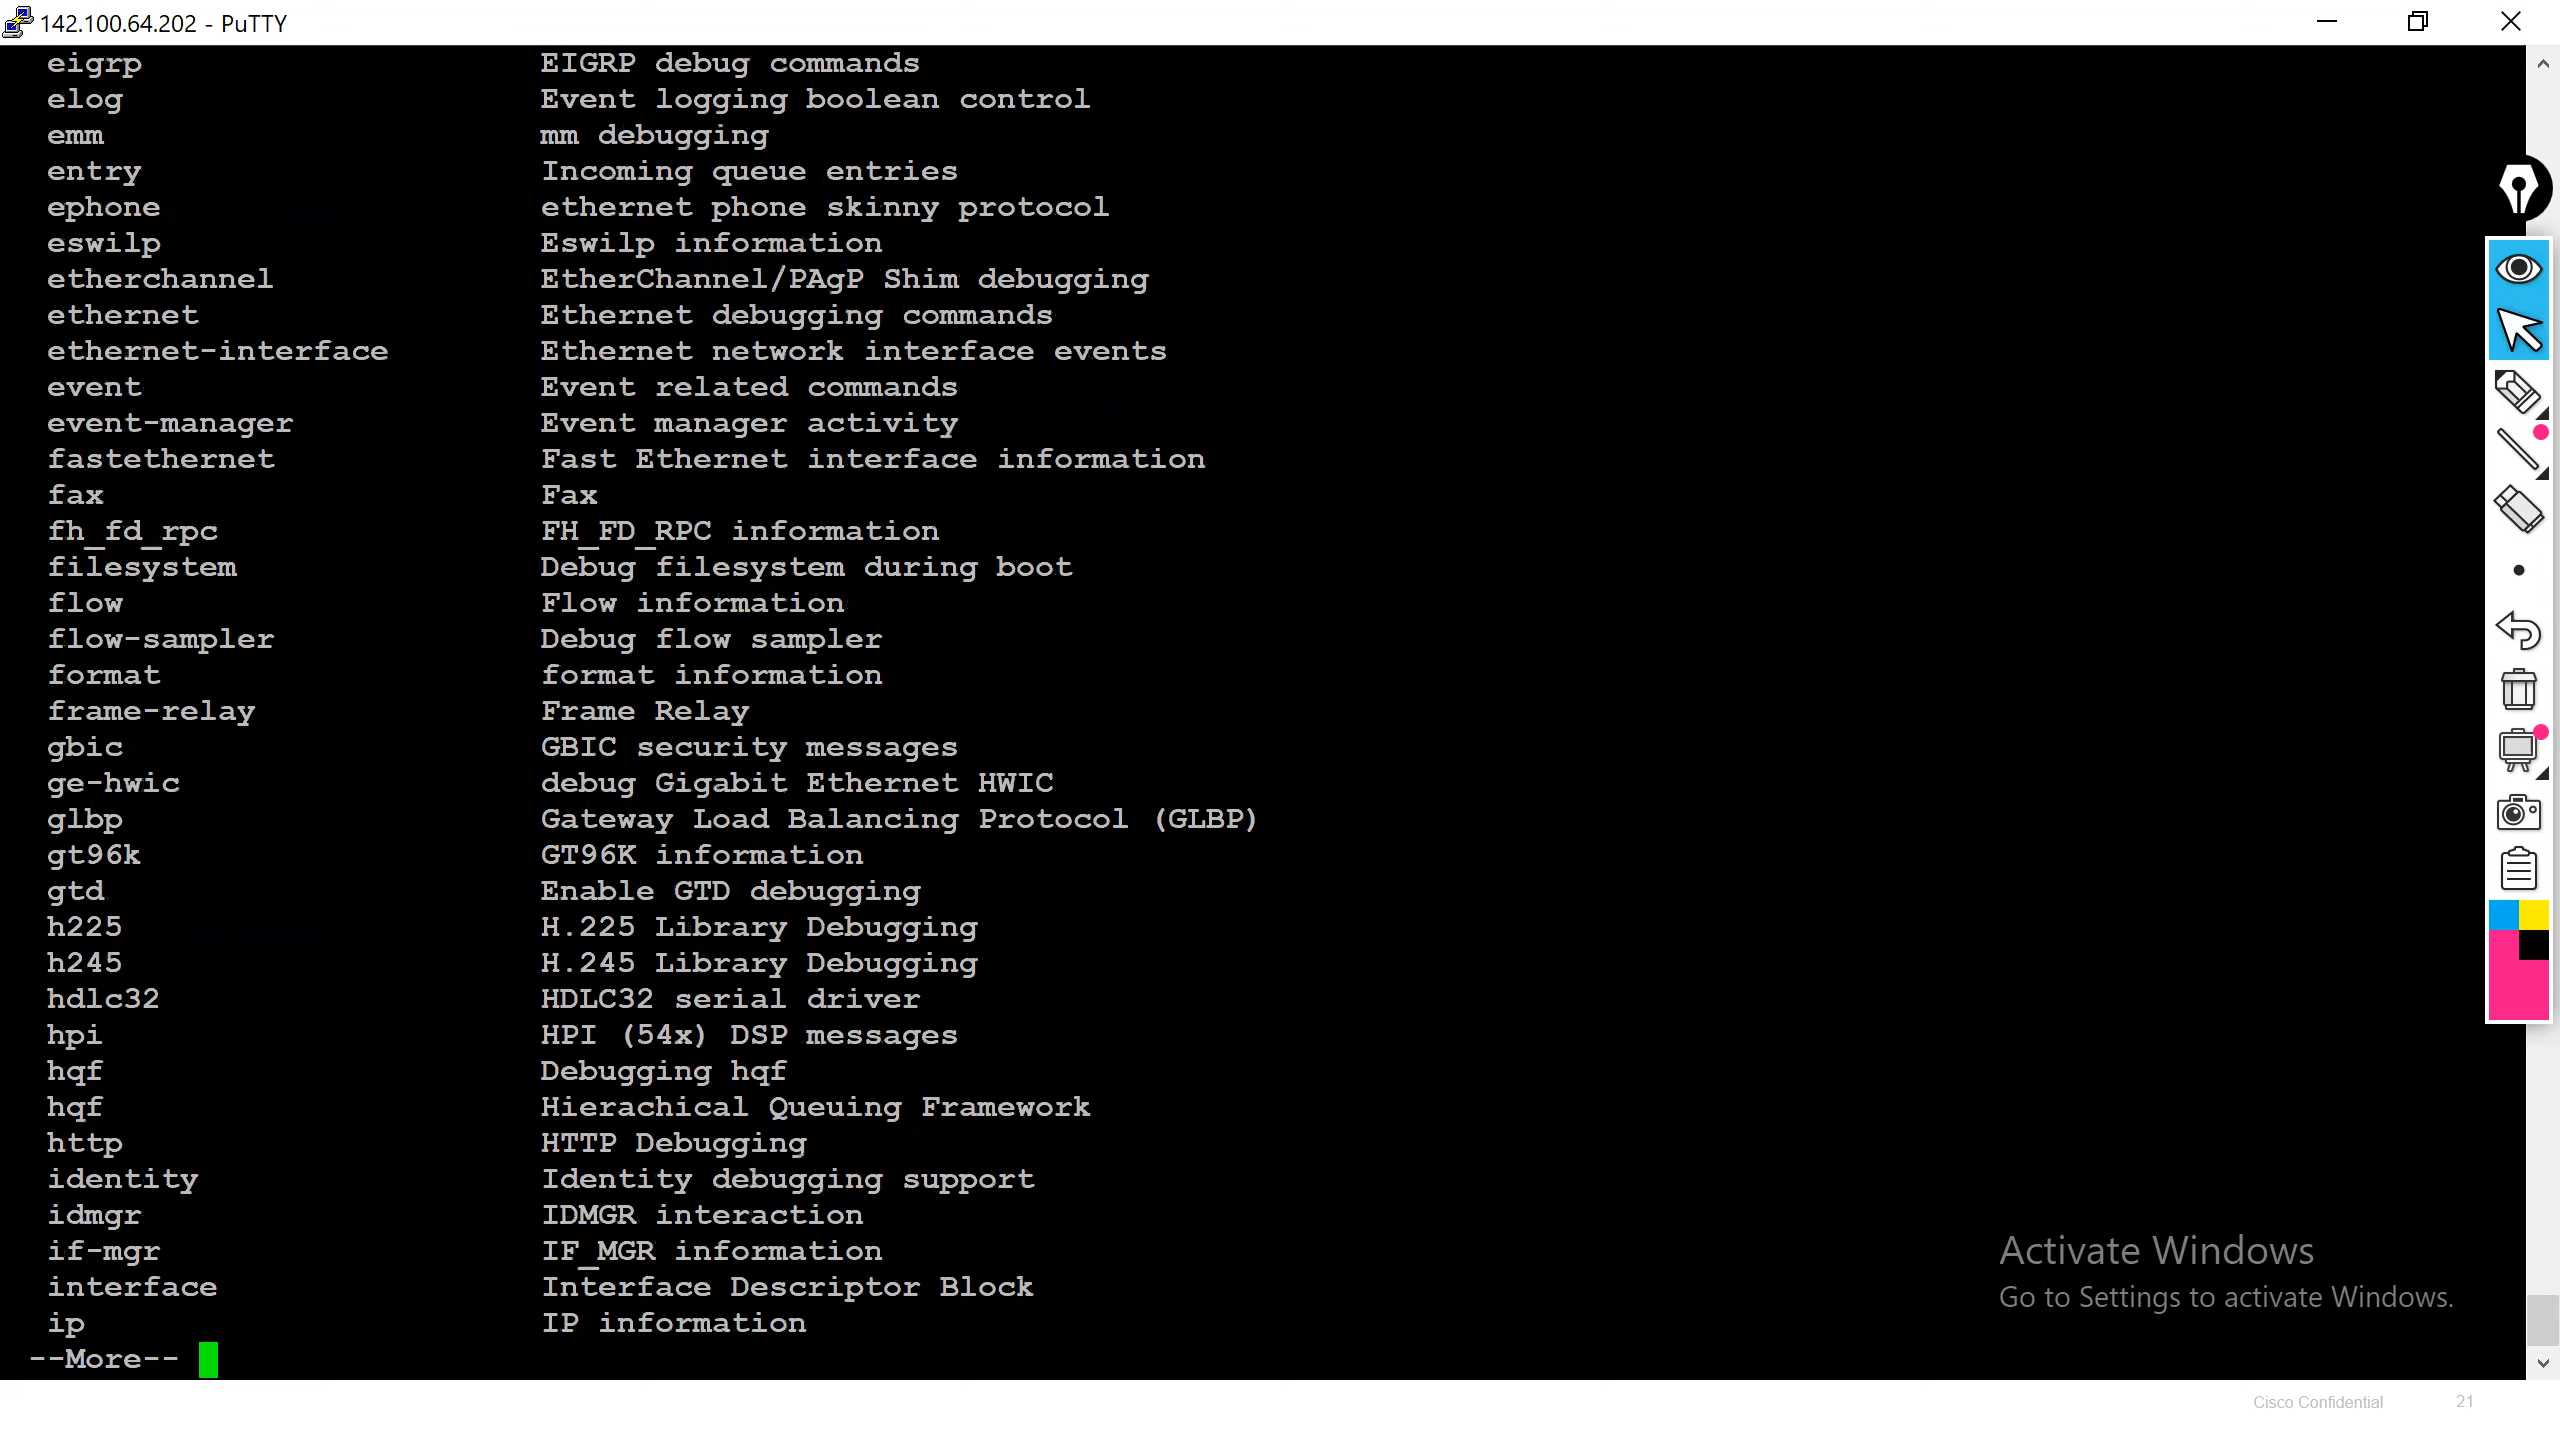 142.100.64.202 - PuTTY
eigrp EIGRP debug commands
elog Event logging boolean control
emm mm debugging
entry Incoming queue entries
ephone ethernet phone skinny protocol
eswilp Eswilp information
etherchannel EtherChannel/PAgP Shim debugging
ethernet Ethernet debugging commands
ethernet-interface Ethernet network interface events
event Event related commands
event-manager Event manager activity
fastethernet Fast Ethernet interface information
fax Fax
fh_fd_rpc FH_FD_RPC information
filesystem Debug filesystem during boot
flow Flow information
flow-sampler Debug flow sampler
format format information
frame-relay Frame Relay
gbic GBIC security messages
ge-hwic debug Gigabit Ethernet HWIC
glbp Gateway Load Balancing Protocol (GLBP)
gt96k GT96K information
gtd Enable GTD debugging
h225 H.225 Library Debugging
h245 H.245 Library Debugging
hdlc32 HDLC32 serial driver
hpi HPI (54x) DSP messages
hqf Debugging hqf
hqf Hierachical Queuing Framework
http HTTP Debugging
identity Identity debugging support
idmgr IDMGR interaction
if-mgr IF_MGR information
interface Interface Descriptor Block
ip IP information
--More--
Activate Windows
Go to Settings to activate Windows.
Cisco Confidential 21